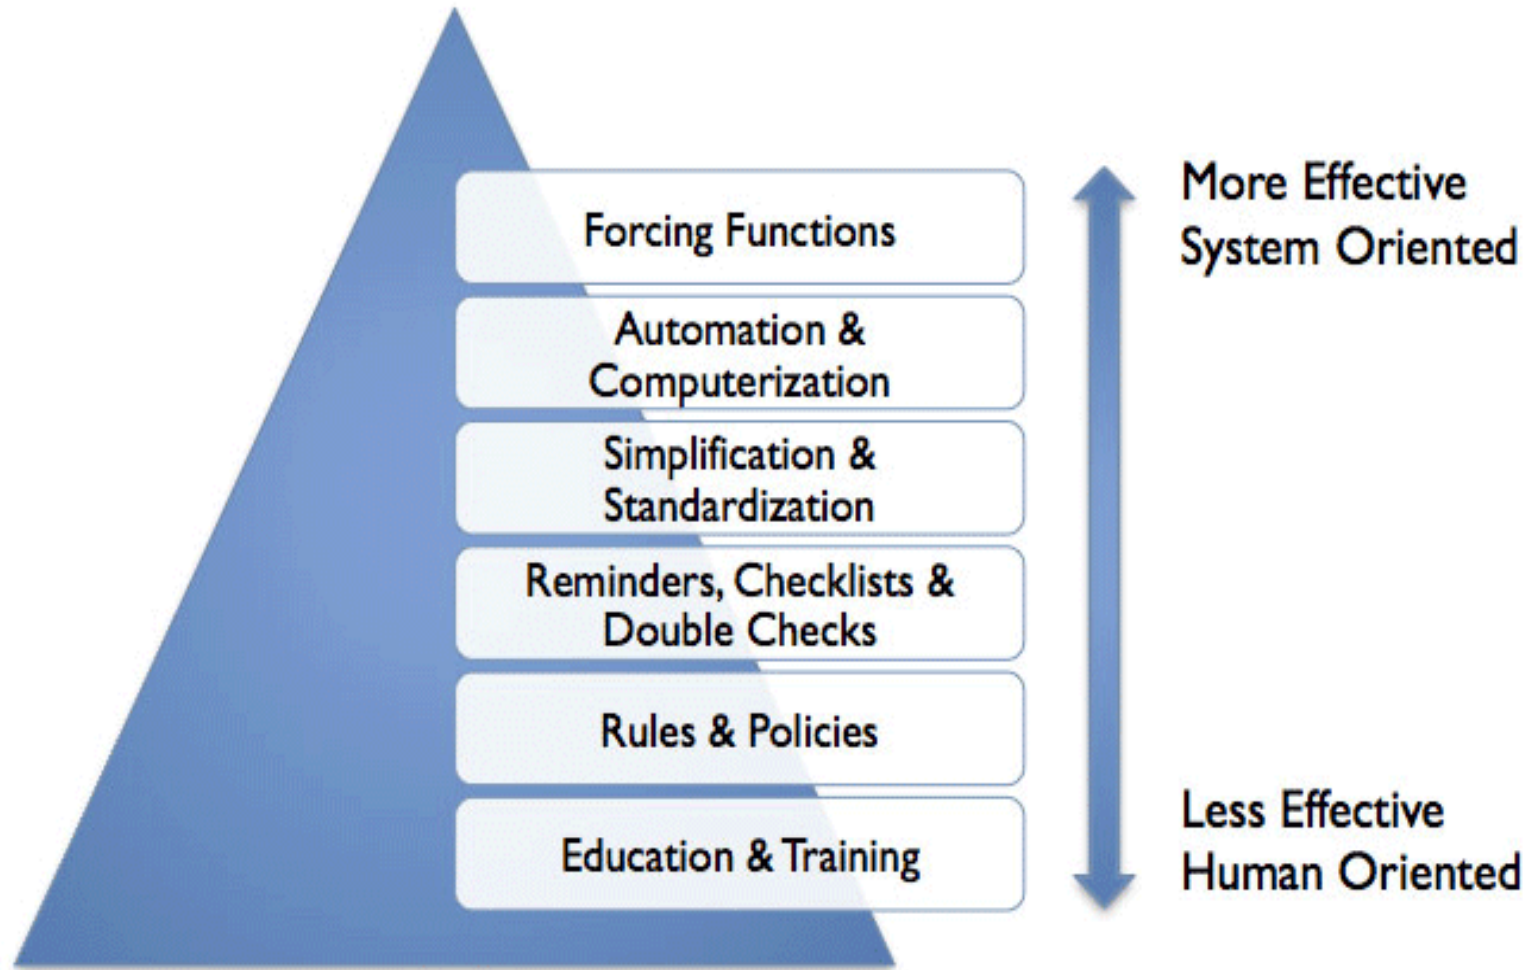 Forcing Functions
Automation &
Computerization
Simplification &
Standardization
Reminders, Checklists &
Double Checks
Rules & Policies
Education & Training
More Effective
System Oriented
Less Effective
Human Oriented